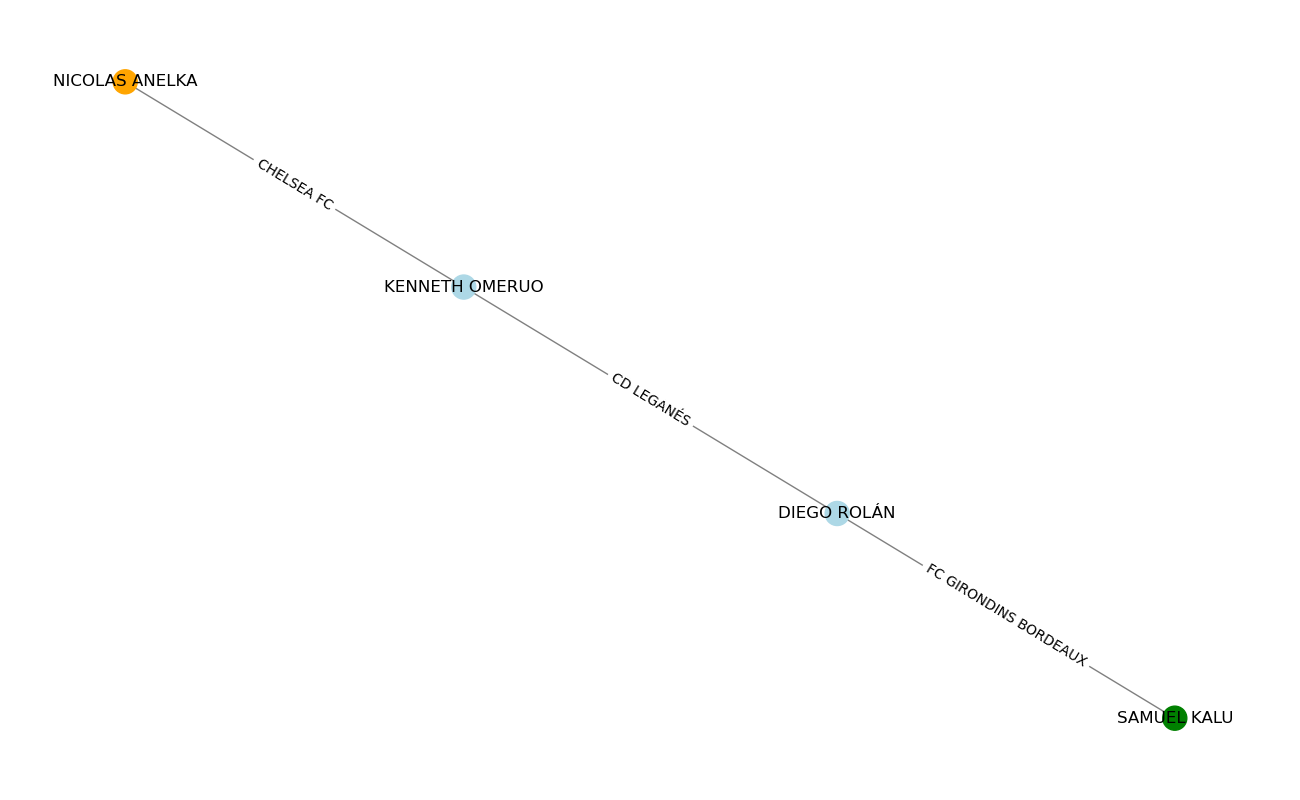 NICOLAS ANELKA
CHELSEA FC
KENNETH OMERUO
CD LEGANÉS
DIEGO ROLÁN
FC GIRONDINS BORDEAUX
SAMUEL KALU